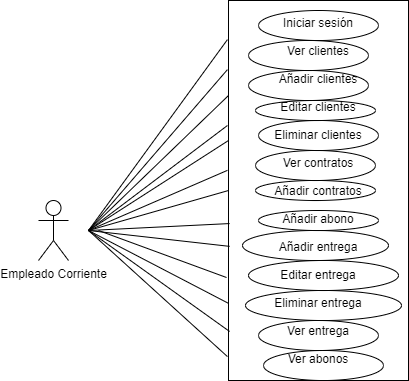 Iniciar sesión
Ver clientes
Añadir clientes
Editar clientes
Eliminar clientes
Ver contratos
Añadir contratos
Añadir abono
Añadir entrega
Empleado Corriente
Editar entrega
Eliminar entrega
Ver entrega
Ver abonos